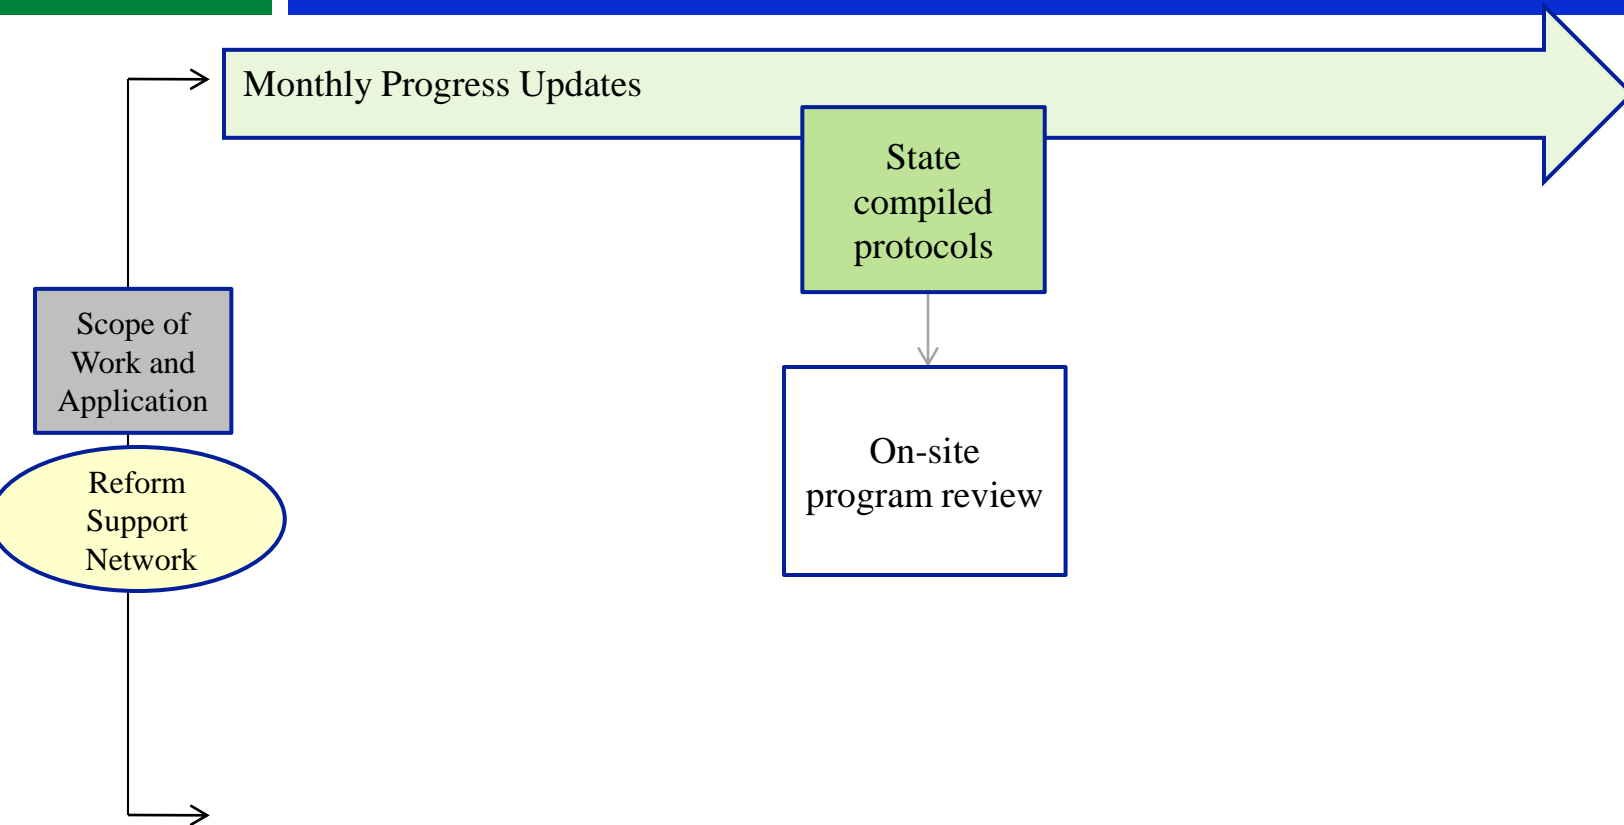 Monthly Progress Updates
State
compiled
protocols
Scope of
Work and
Application
On-site
program review
Reform
Support
Network